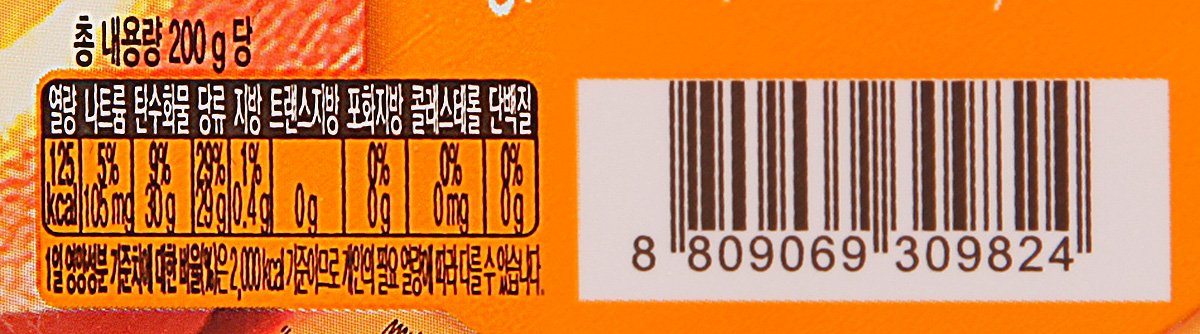 총 내용량 200 g 당
열량 나트륨 탄수화물 당류 지방 트랜스지방 포화지방 콜레스테롤 단백질
125 5% 9% 29% 1% 0% 0% 0%
kcal 105 mg 30 g 29 g 0.4 g 0 g 0 g 0 mg 0 g
1일 영양성분 기준치에 대한 비율(%)은 2,000 kcal 기준이므로 개인의 필요 열량에 따라 다를 수 있습니다.
8 809069 309824